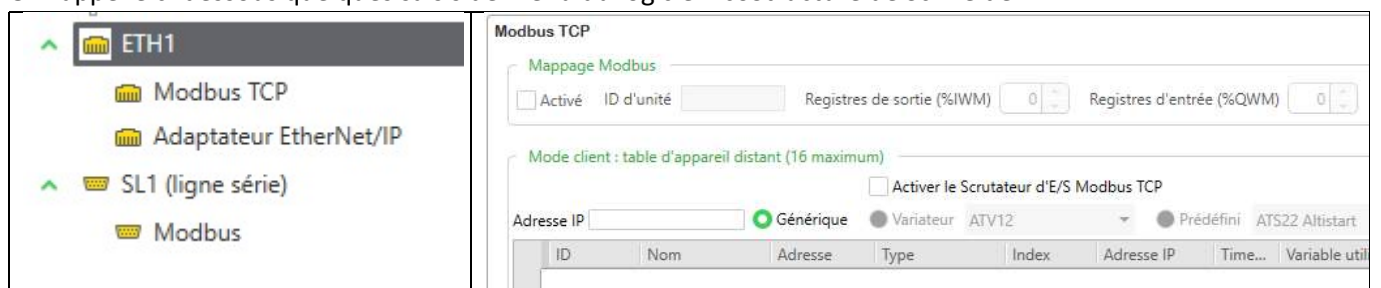 ETH1
Modbus TCP
Adaptateur EtherNet/IP
SL1 (ligne série)
Modbus
Modbus TCP
Mappage Modbus
Activé ID d'unité Registres de sortie (%IWM) 0 Registres d'entrée (%QWM) 0
Mode client : table d'appareil distant (16 maximum)
Activer le Scrutateur d'E/S Modbus TCP
Adresse IP Générique Variateur ATV12 Prédéfini ATS22 Altistart
ID Nom Adresse Type Index Adresse IP Time... Variable utili